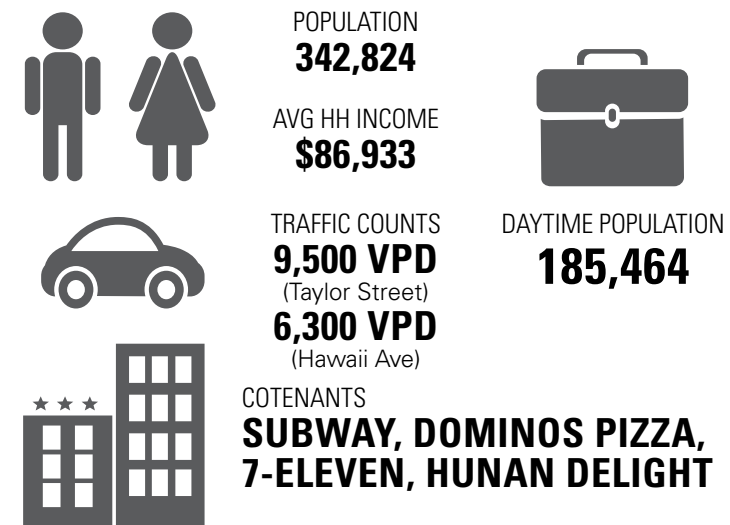 POPULATION
342,824
AVG HH INCOME
$86,933
TRAFFIC COUNTS
9,500 VPD
(Taylor Street)
6,300 VPD
(Hawaii Ave)
DAYTIME POPULATION
185,464
COTENANTS
SUBWAY, DOMINOS PIZZA,
7-ELEVEN, HUNAN DELIGHT